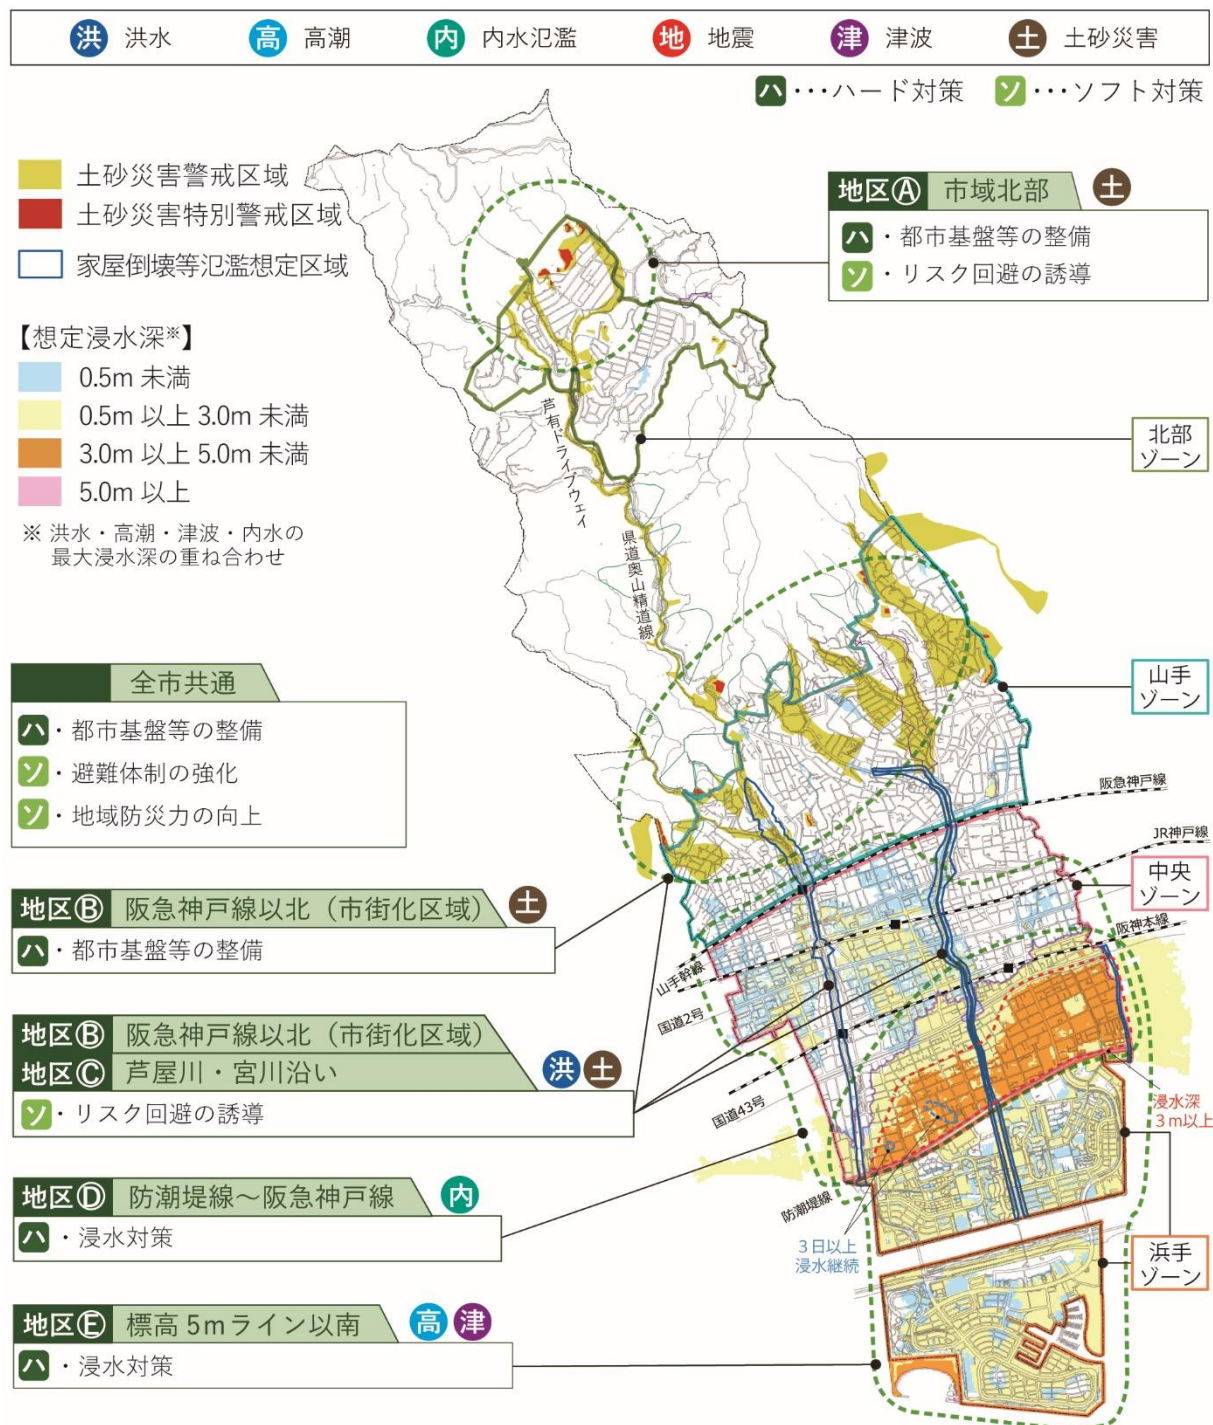 洪 洪水 高 高潮 内 内水氾濫 地 地震 津 津波 土 土砂災害
ハ・・・ハード対策 ソ・・・ソフト対策
土砂災害警戒区域
土砂災害特別警戒区域
家屋倒壊等氾濫想定区域
【想定浸水深※】
0.5m 未満
0.5m 以上 3.0m 未満
3.0m 以上 5.0m 未満
5.0m 以上
※ 洪水・高潮・津波・内水の
最大浸水深の重ね合わせ
地区Ⓐ 市域北部 土
ハ ・都市基盤等の整備
ソ ・リスク回避の誘導
北部
ゾーン
芦有ドライブウェイ
県道奥山精道線
山手
ゾーン
全市共通
ハ・都市基盤等の整備
ソ・避難体制の強化
ソ・地域防災力の向上
阪急神戸線
JR神戸線
中央
ゾーン
阪神本線
地区Ⓑ 阪急神戸線以北（市街化区域） 土
ハ・都市基盤等の整備
山手幹線
国道2号
国道43号
地区Ⓑ 阪急神戸線以北（市街化区域）
地区Ⓒ 芦屋川・宮川沿い 洪 土
ソ・リスク回避の誘導
浸水深
3m以上
地区Ⓓ 防潮堤線～阪急神戸線 内
ハ・浸水対策
防潮堤線
3日以上
浸水継続
浜手
ゾーン
地区Ⓔ 標高 5mライン以南 高 津
ハ・浸水対策